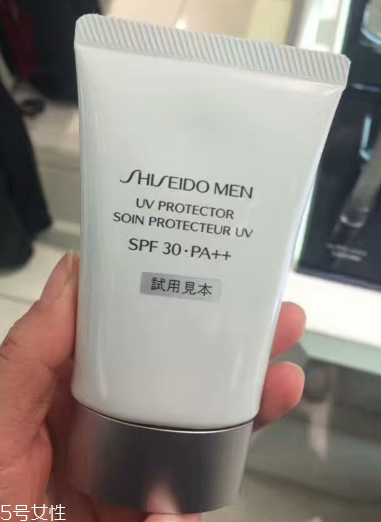 SHISEIDO MEN
UV PROTECTOR
SOIN PROTECTEUR UV
SPF 30·PA++
試用見本
5号女性